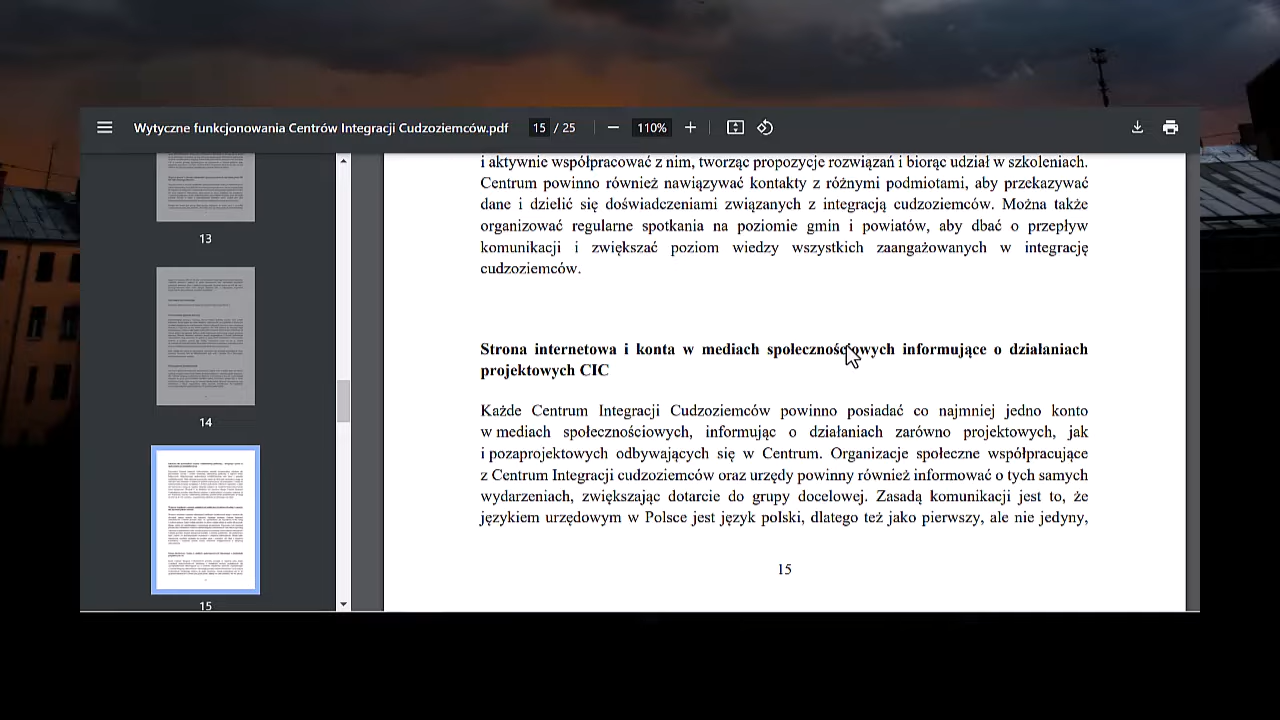 Wytyczne funkcjonowania Centrów Integracji Cudzoziemców.pdf 15 / 25 110%
13
14
15
i aktywnie współpracować z nim, tworząc propozycje rozwiązań i biorąc udział w szkoleniach.
Centrum powinno również nawiązywać kontakty z różnymi podmiotami, aby przekazywać
dane i dzielić się doświadczeniami związanych z integracją cudzoziemców. Można także
organizować regularne spotkania na poziomie gmin i powiatów, aby dbać o przepływ
komunikacji i zwiększać poziom wiedzy wszystkich zaangażowanych w integrację
cudzoziemców.
Strona internetowa i konta w mediach społecznościowych informujące o działaniach
projektowych CIC
Każde Centrum Integracji Cudzoziemców powinno posiadać co najmniej jedno konto
w mediach społecznościowych, informując o działaniach zarówno projektowych, jak
i pozaprojektowych odbywających się w Centrum. Organizacje społeczne współpracujące
z Centrum Integracji Cudzoziemców oraz urzędy powinny również informować o tych samych
wydarzeniach, zwiększając dotarcie do grupy docelowej. Zasadą komunikacji jest to, że
językiem urzędowym w Polsce jest język polski, dlatego też pierwszy, ale nie jedyny,
15